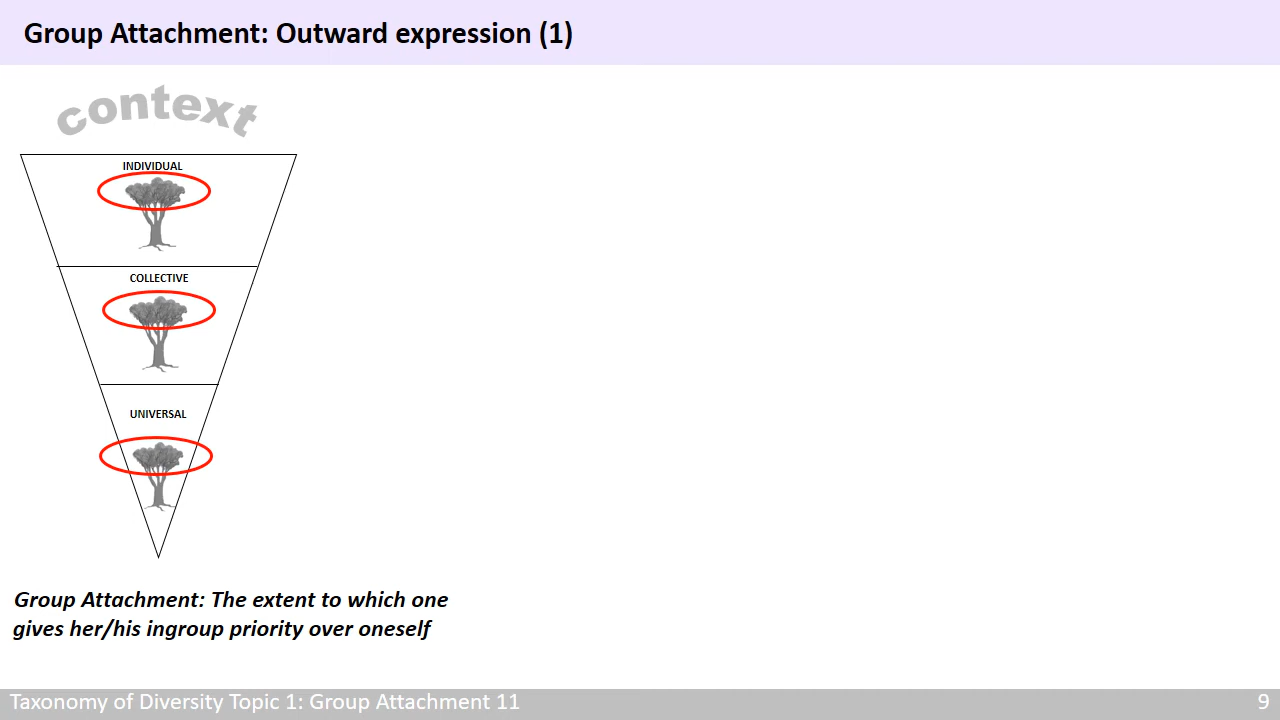 Group Attachment: Outward expression (1)
context
INDIVIDUAL
COLLECTIVE
UNIVERSAL
Group Attachment: The extent to which one
gives her/his ingroup priority over oneself
Taxonomy of Diversity Topic 1: Group Attachment 11
9